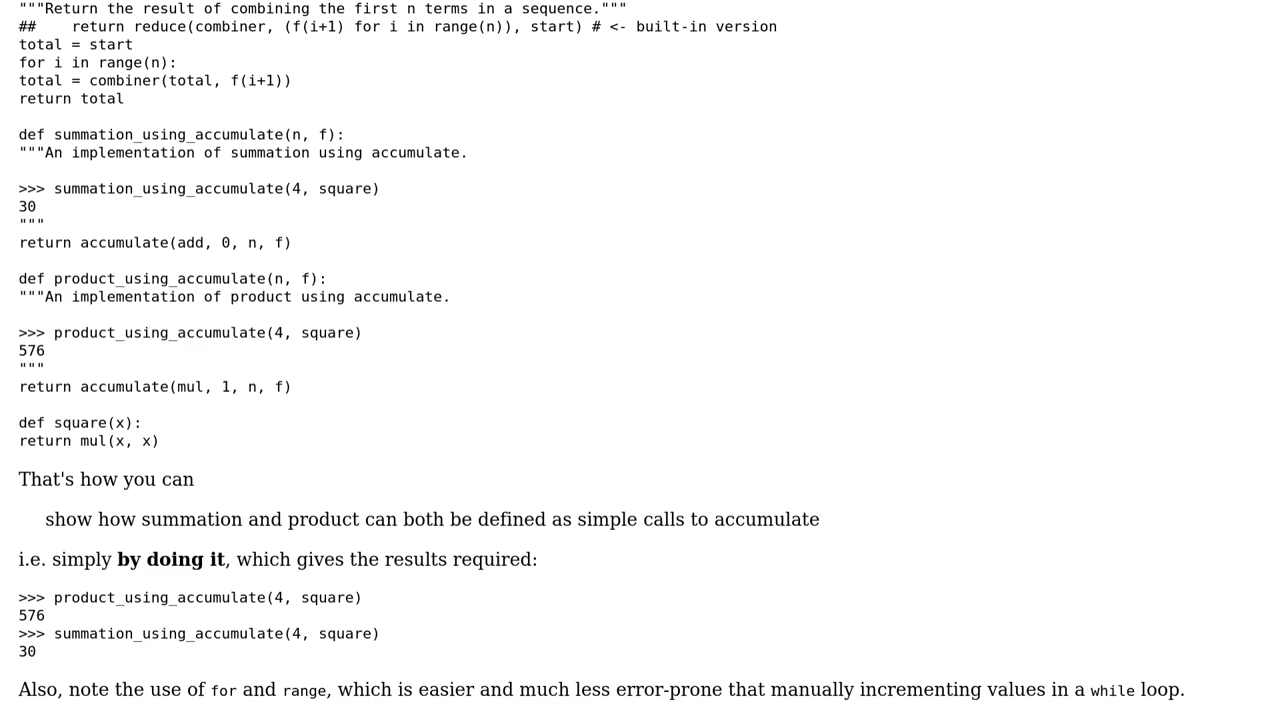 """Return the result of combining the first n terms in a sequence."""
##    return reduce(combiner, (f(i+1) for i in range(n)), start) # <- built-in version
total = start
for i in range(n):
total = combiner(total, f(i+1))
return total
def summation_using_accumulate(n, f):
"""An implementation of summation using accumulate.
>>> summation_using_accumulate(4, square)
30
"""
return accumulate(add, 0, n, f)
def product_using_accumulate(n, f):
"""An implementation of product using accumulate.
>>> product_using_accumulate(4, square)
576
"""
return accumulate(mul, 1, n, f)
def square(x):
return mul(x, x)
That's how you can
show how summation and product can both be defined as simple calls to accumulate
i.e. simply by doing it, which gives the results required:
>>> product_using_accumulate(4, square)
576
>>> summation_using_accumulate(4, square)
30
Also, note the use of for and range, which is easier and much less error-prone that manually incrementing values in a while loop.